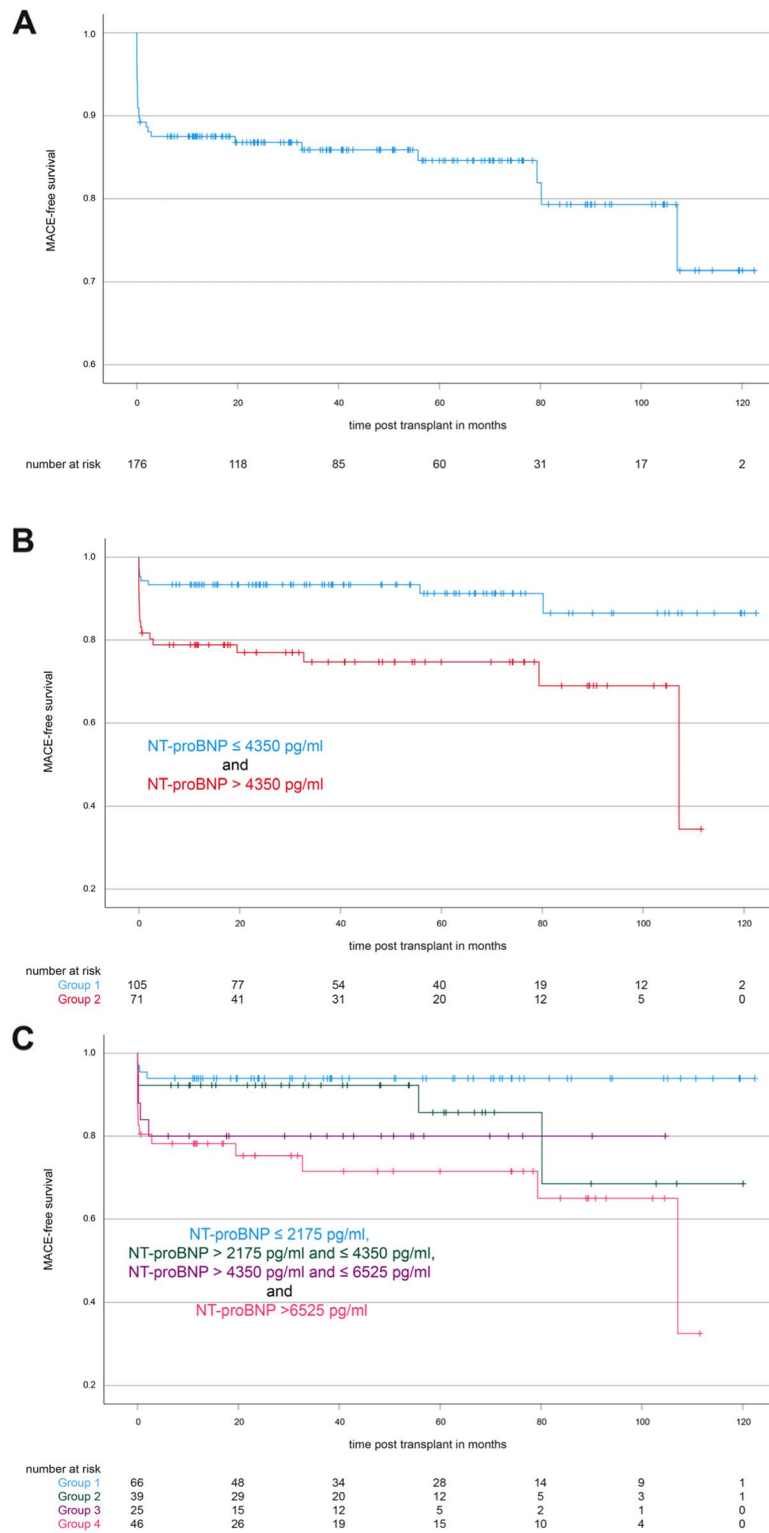 A
1.0
0.9
0.8
0.7
0.6
MACE-free survival
0 20 40 60 80 100 120
time post transplant in months
number at risk 176 118 85 60 31 17 2
B
1.0
0.8
0.6
0.4
0.2
MACE-free survival
NT-proBNP ≤ 4350 pg/ml
and
NT-proBNP > 4350 pg/ml
0 20 40 60 80 100 120
time post transplant in months
number at risk
Group 1 105 77 54 40 19 12 2
Group 2 71 41 31 20 12 5 0
C
1.0
0.8
0.6
0.4
0.2
MACE-free survival
NT-proBNP ≤ 2175 pg/ml,
NT-proBNP > 2175 pg/ml and ≤ 4350 pg/ml,
NT-proBNP > 4350 pg/ml and ≤ 6525 pg/ml
and
NT-proBNP >6525 pg/ml
0 20 40 60 80 100 120
time post transplant in months
number at risk
Group 1 66 48 34 28 14 9 1
Group 2 39 29 20 12 5 3 1
Group 3 25 15 12 5 2 1 0
Group 4 46 26 19 15 10 4 0